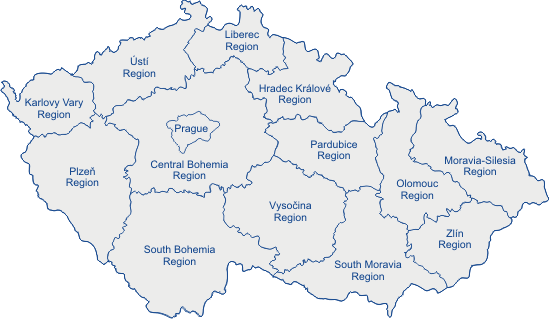 Liberec
Region
Ústí
Region
Hradec Králové
Region
Karlovy Vary
Region
Prague
Pardubice
Region
Central Bohemia
Region
Moravia-Silesia
Region
Plzeň
Region
Olomouc
Region
Vysočina
Region
Zlín
Region
South Bohemia
Region
South Moravia
Region